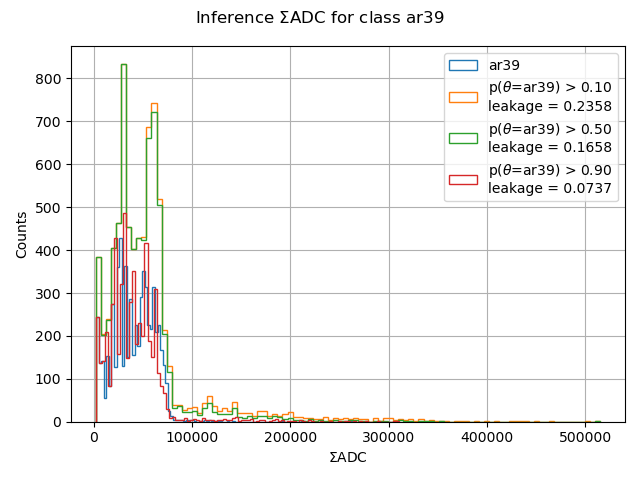 Inference ΣADC for class ar39
ar39
p(θ=ar39) > 0.10
leakage = 0.2358
p(θ=ar39) > 0.50
leakage = 0.1658
p(θ=ar39) > 0.90
leakage = 0.0737
Counts
800
700
600
500
400
300
200
100
0
0 100000 200000 300000 400000 500000
ΣADC